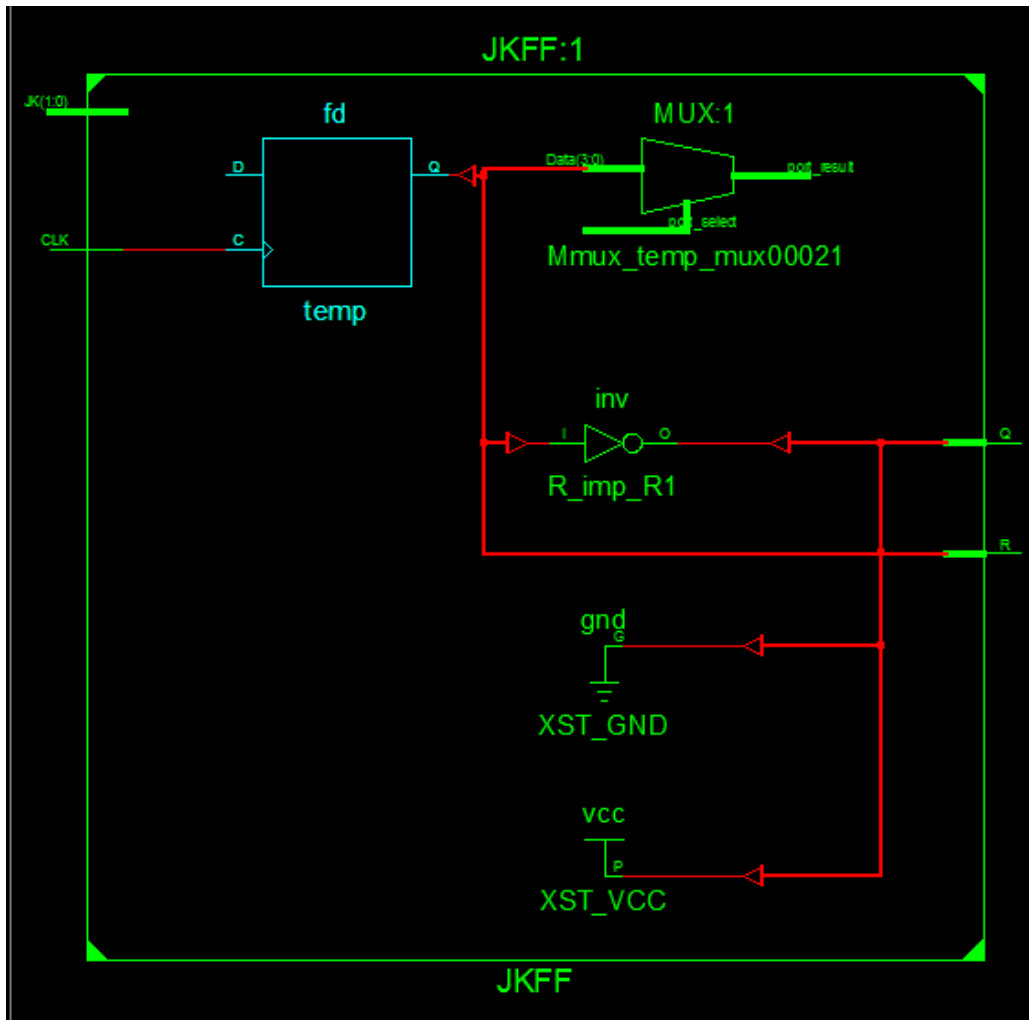 JKFF:1
JK(1:0)
fd
MUX:1
D
Q
Data(3:0)
port_result
port_select
CLK
C
Mmux_temp_mux00021
temp
inv
I
O
Q
R_imp_R1
R
gnd
G
XST_GND
vcc
P
XST_VCC
JKFF